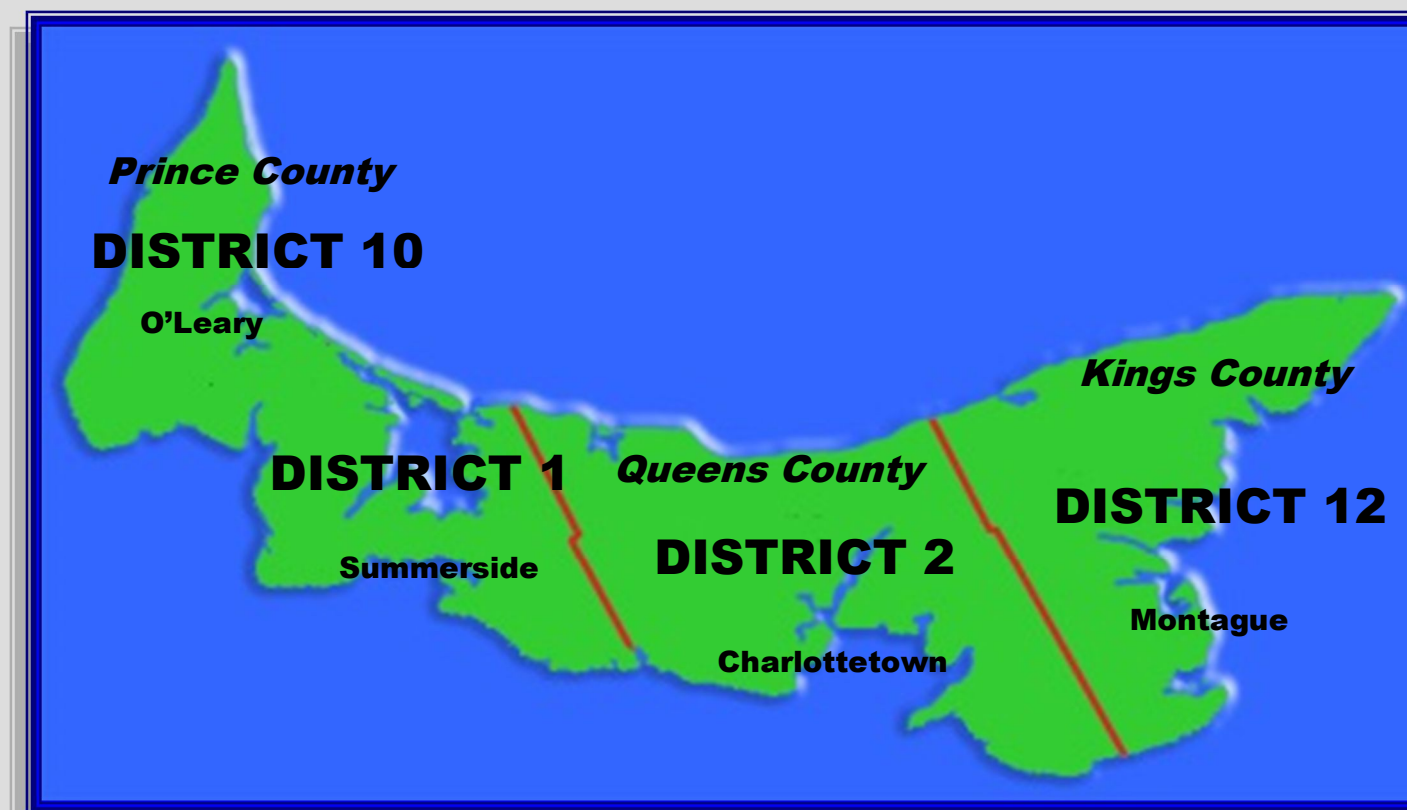 Prince County
DISTRICT 10
O’Leary
Kings County
DISTRICT 1
Queens County
DISTRICT 12
DISTRICT 2
Summerside
Montague
Charlottetown